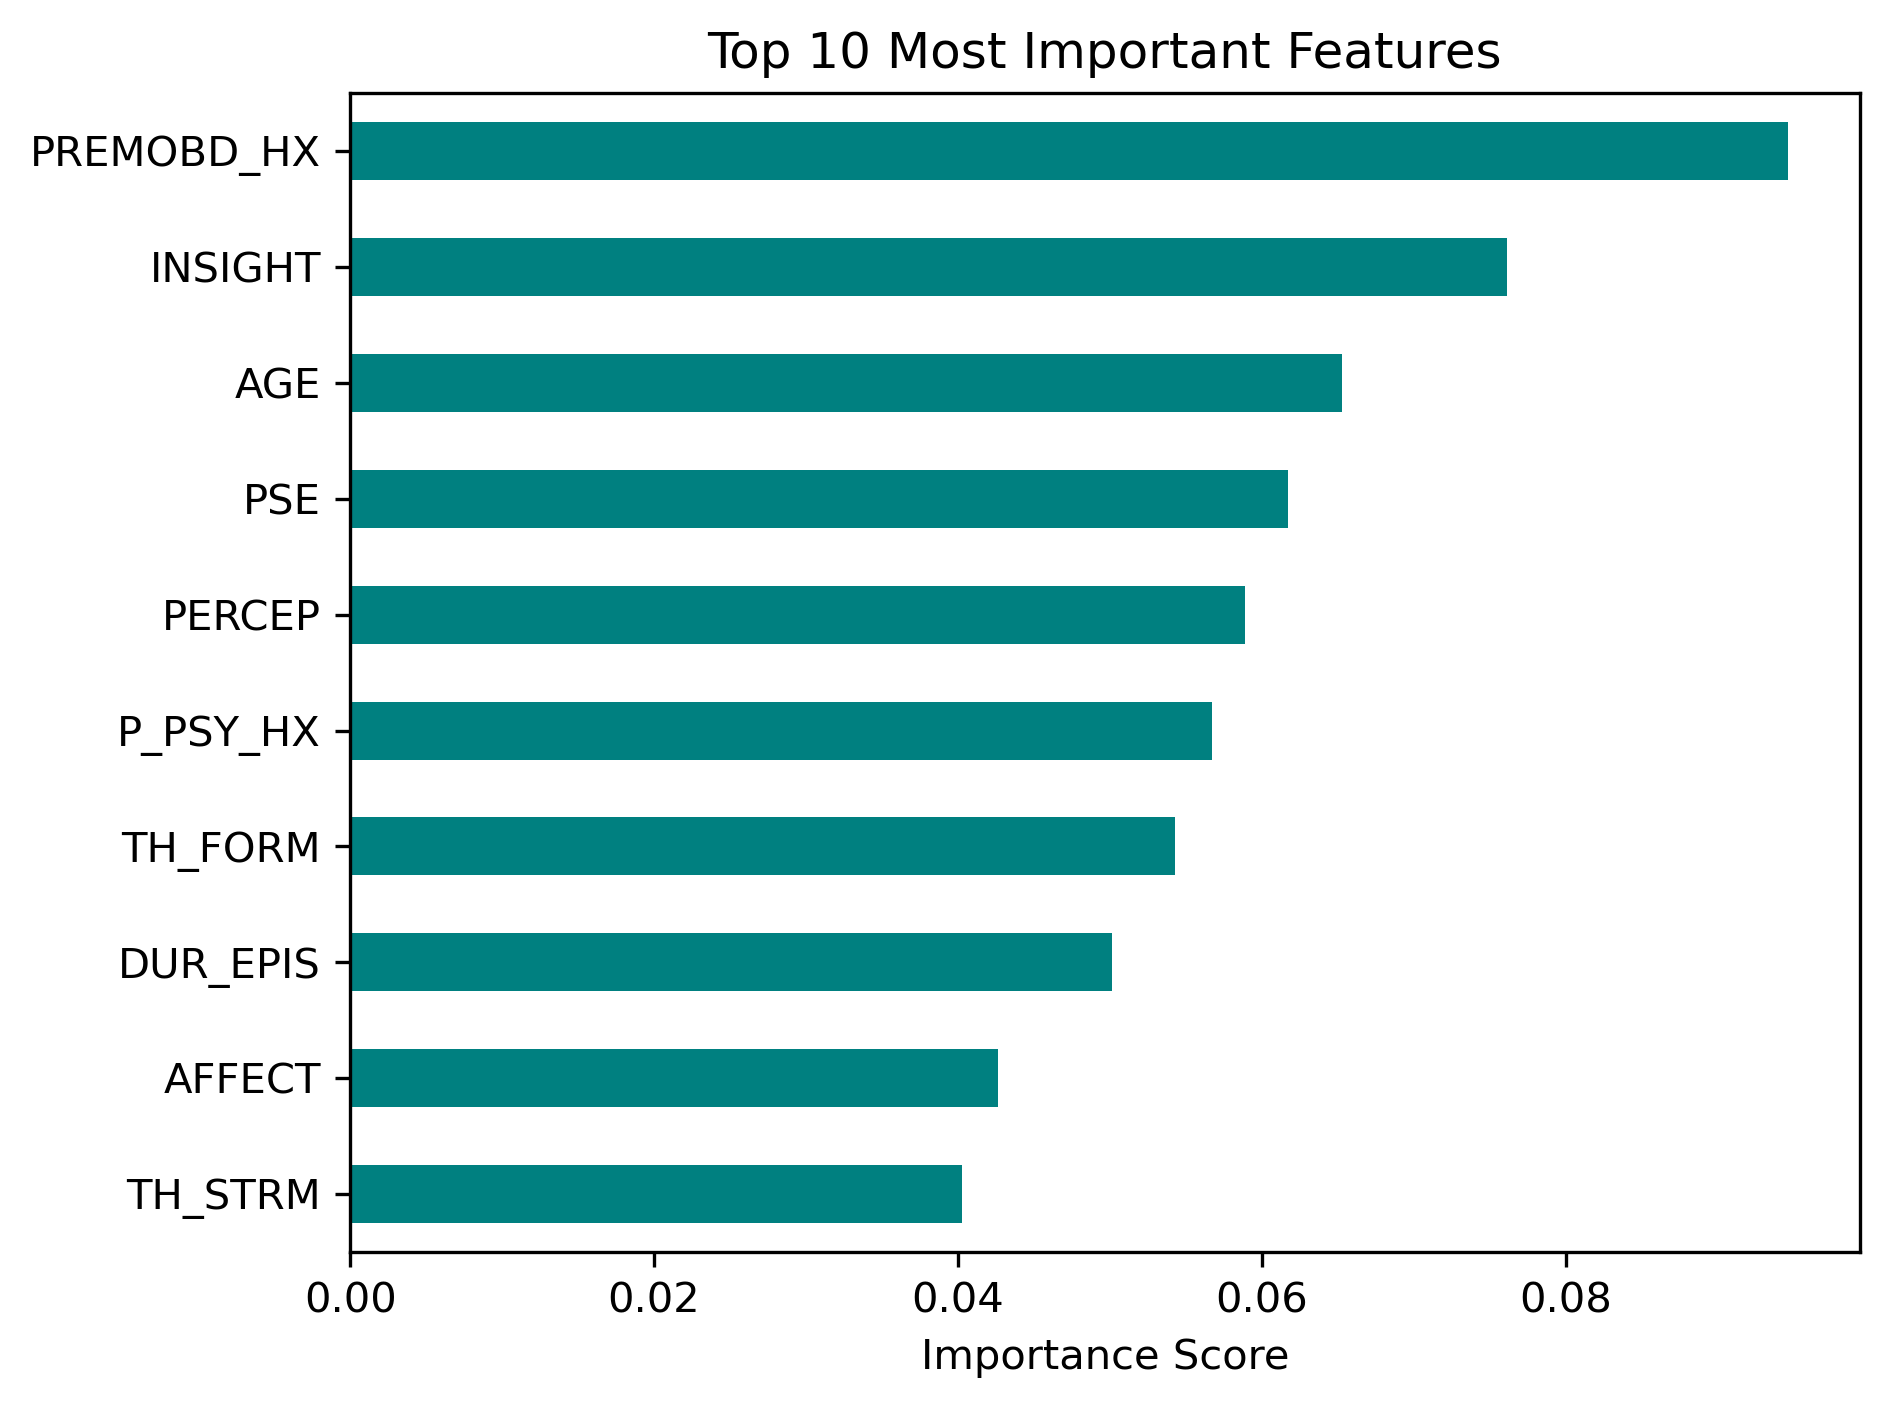 Top 10 Most Important Features
PREMOBD_HX
INSIGHT
AGE
PSE
PERCEP
P_PSY_HX
TH_FORM
DUR_EPIS
AFFECT
TH_STRM
0.00 0.02 0.04 0.06 0.08
Importance Score